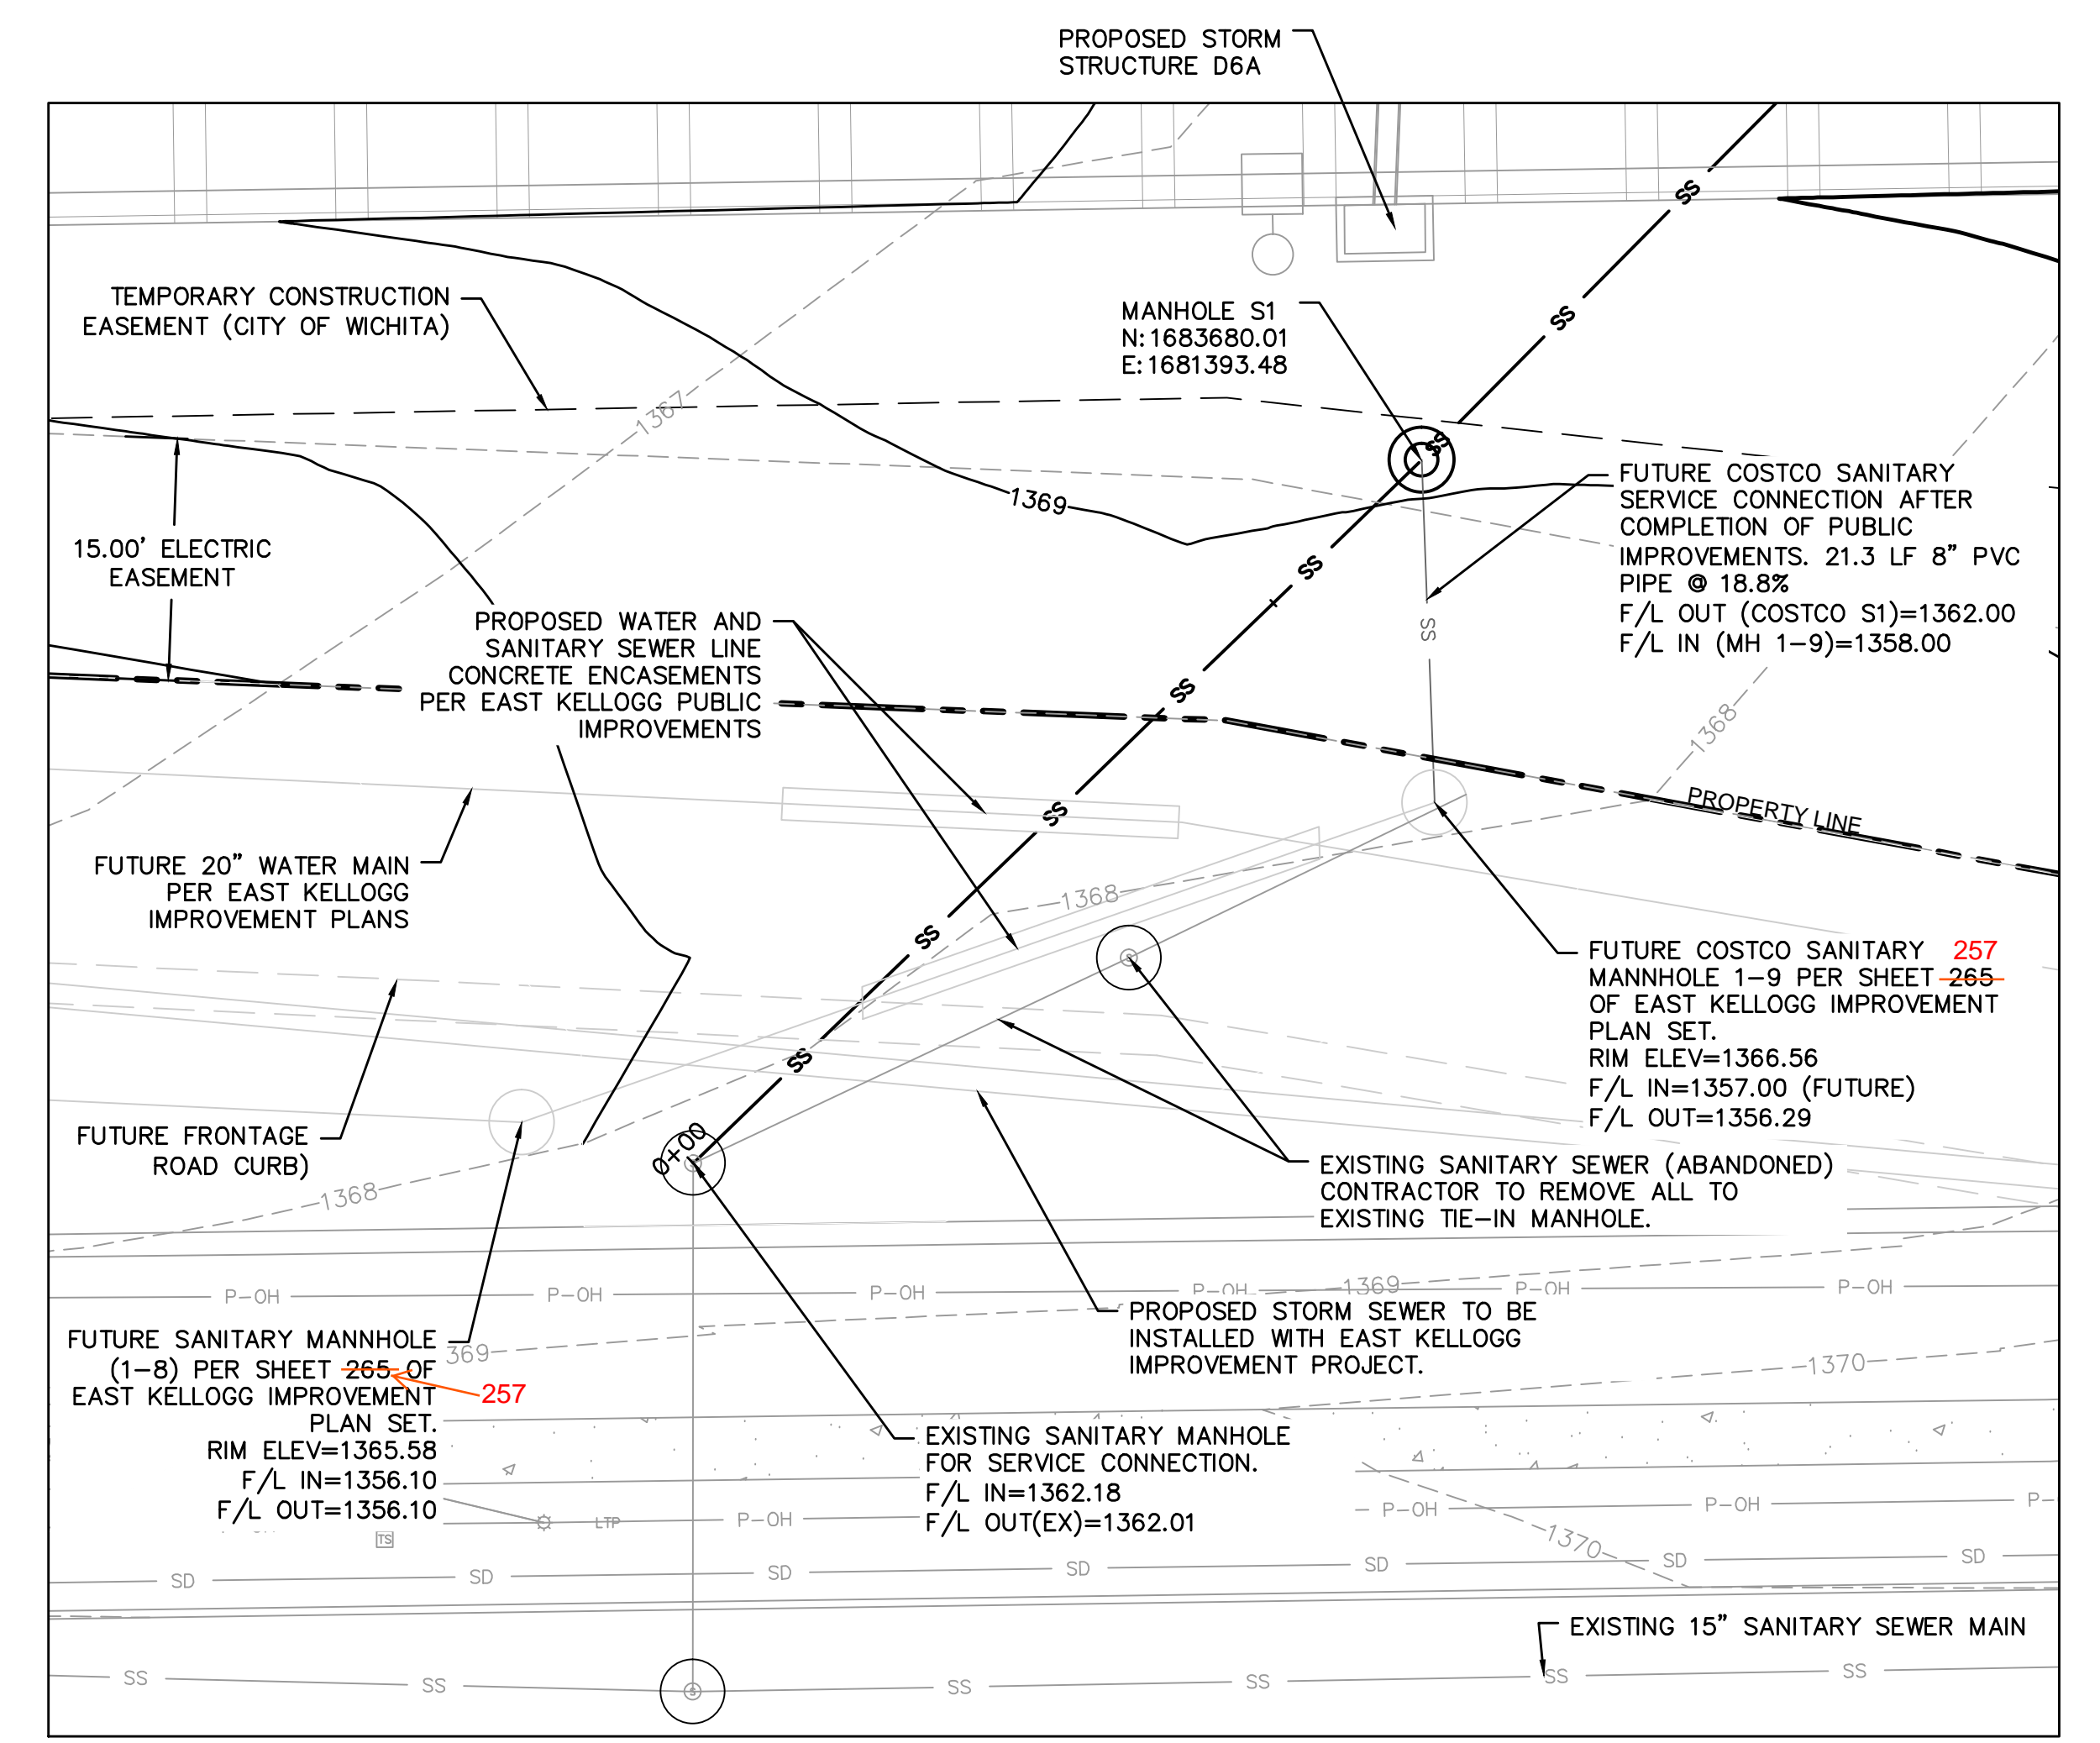 PROPOSED STORM
STRUCTURE D6A
SS
TEMPORARY CONSTRUCTION
EASEMENT (CITY OF WICHITA)
MANHOLE S1
N:1683680.01
E:1681393.48
SS
1367
SS
FUTURE COSTCO SANITARY
SERVICE CONNECTION AFTER
COMPLETION OF PUBLIC
IMPROVEMENTS. 21.3 LF 8" PVC
PIPE @ 18.8%
F/L OUT (COSTCO S1)=1362.00
F/L IN (MH 1-9)=1358.00
1369
15.00' ELECTRIC
EASEMENT
SS
SS
PROPOSED WATER AND
SANITARY SEWER LINE
CONCRETE ENCASEMENTS
PER EAST KELLOGG PUBLIC
IMPROVEMENTS
SS
1368
PROPERTY LINE
SS
FUTURE 20" WATER MAIN
PER EAST KELLOGG
IMPROVEMENT PLANS
1368
SS
FUTURE COSTCO SANITARY 257
MANNHOLE 1-9 PER SHEET 265
OF EAST KELLOGG IMPROVEMENT
PLAN SET.
RIM ELEV=1366.56
F/L IN=1357.00 (FUTURE)
F/L OUT=1356.29
S
SS
FUTURE FRONTAGE
ROAD CURB)
0+00
1368
EXISTING SANITARY SEWER (ABANDONED)
CONTRACTOR TO REMOVE ALL TO
EXISTING TIE-IN MANHOLE.
P-OH
P-OH
P-OH
P-OH
1369
P-OH
P-OH
PROPOSED STORM SEWER TO BE
INSTALLED WITH EAST KELLOGG
IMPROVEMENT PROJECT.
FUTURE SANITARY MANNHOLE
(1-8) PER SHEET 265 OF
EAST KELLOGG IMPROVEMENT
PLAN SET.
RIM ELEV=1365.58
F/L IN=1356.10
F/L OUT=1356.10
369
257
1370
EXISTING SANITARY MANHOLE
FOR SERVICE CONNECTION.
F/L IN=1362.18
F/L OUT(EX)=1362.01
TS
LTP
P-OH
P-OH
P-OH
P-
1370
SD
SD
SD
SD
SD
SD
SD
EXISTING 15" SANITARY SEWER MAIN
SS
SS
S
SS
SS
SS
SS